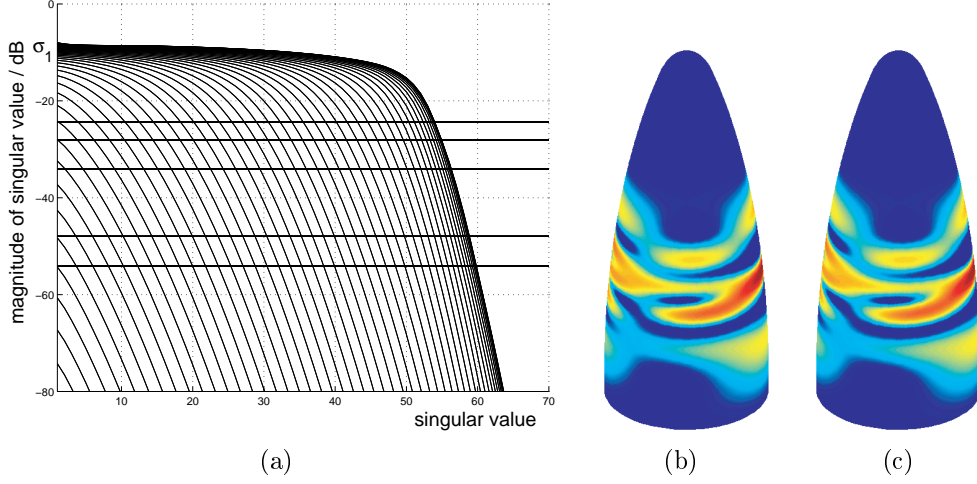 0
σ1
−20
−40
−60
−80
magnitude of singular value / dB
10
20
30
40
50
60
70
singular value
(a)
(b)
(c)